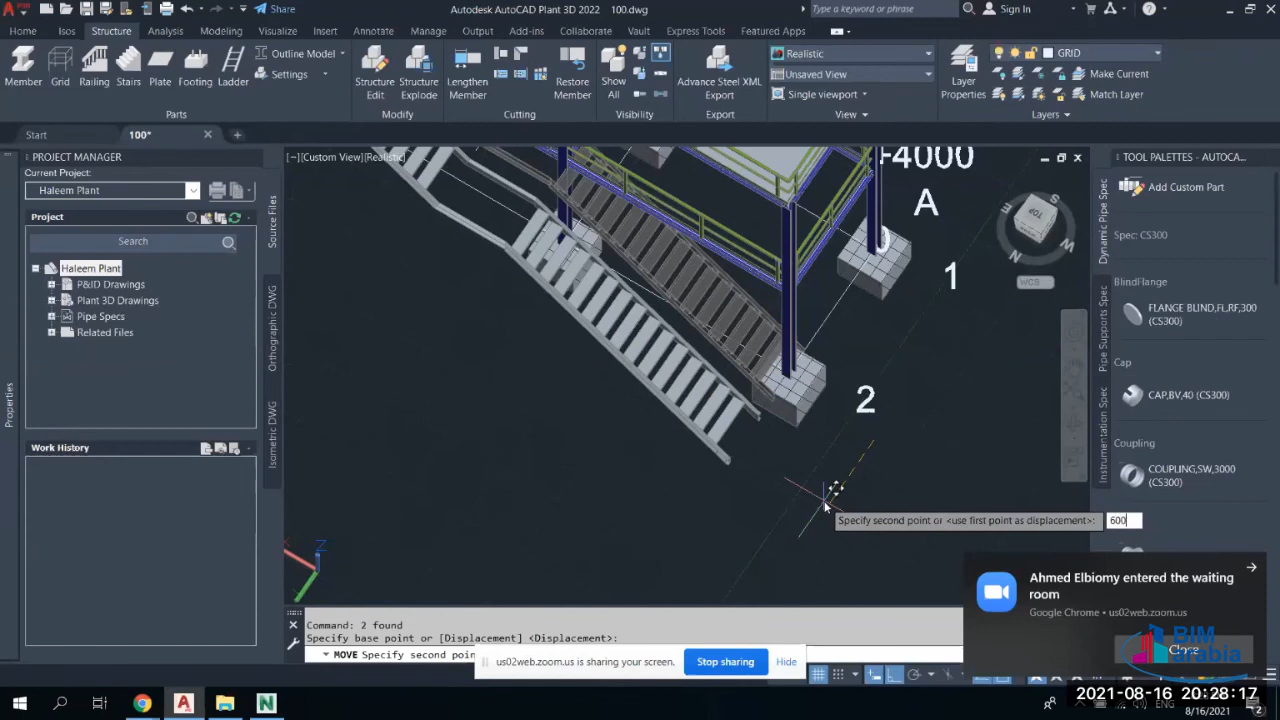 Autodesk AutoCAD Plant 3D 2022   100.dwg
Share
Type a keyword or phrase
Sign In
Home Isos Structure Analysis Modeling Visualize Insert Annotate Manage Output Add-ins Collaborate Vault Express Tools Featured Apps
Member Grid Railing Stairs Plate Footing Ladder
Outline Model
Settings
Structure Edit
Structure Explode
Lengthen Member
Restore Member
Show All
Advance Steel XML Export
Realistic
Unsaved View
Single viewport
Layer Properties
GRID
Make Current
Match Layer
Parts Modify Cutting Visibility Export View Layers
Start 100*
PROJECT MANAGER
[−][Custom View][Realistic]
TOOL PALETTES - AUTOCA...
Current Project:
Haleem Plant
Project
Search
Haleem Plant
P&ID Drawings
Plant 3D Drawings
Pipe Specs
Related Files
Work History
Properties
Source Files
Orthographic DWG
Isometric DWG
+4000
A
1
2
TOP
S
E
W
N
WCS
Z
Specify second point or <use first point as displacement>: 600
Dynamic Pipe Spec
Pipe Supports Spec
Instrumentation Spec
Add Custom Part
Spec: CS300
BlindFlange
FLANGE BLIND,FL,RF,300 (CS300)
Cap
CAP,BV,40 (CS300)
Coupling
COUPLING,SW,3000 (CS300)
Command: 2 found
Specify base point or [Displacement] <Displacement>:
MOVE Specify second poin
us02web.zoom.us is sharing your screen.
Stop sharing
Hide
Ahmed Elbiomy entered the waiting room
Google Chrome • us02web.zoom.us
Close
BIM
arabia
2021-08-16 20:28:17
ENG
8/16/2021
2